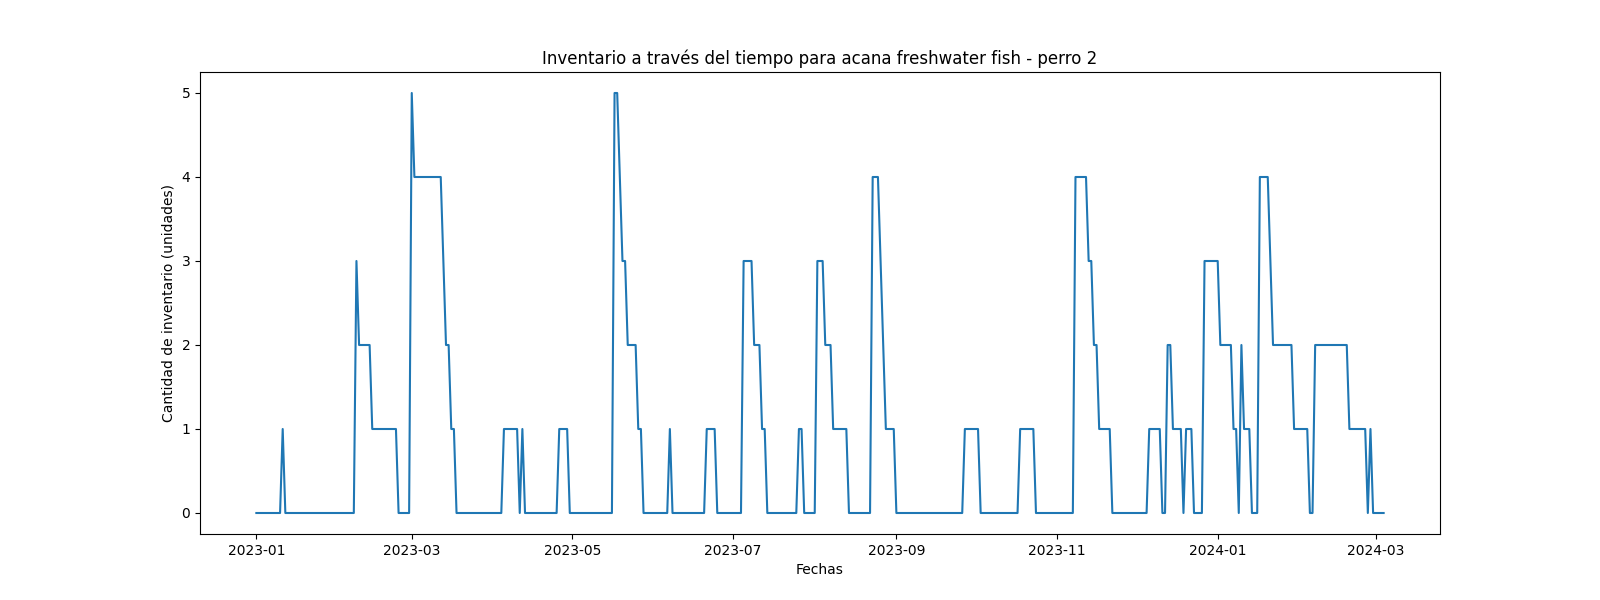 Inventario a través del tiempo para acana freshwater fish - perro 2
Cantidad de inventario (unidades)
5
4
3
2
1
0
2023-01 2023-03 2023-05 2023-07 2023-09 2023-11 2024-01 2024-03
Fechas